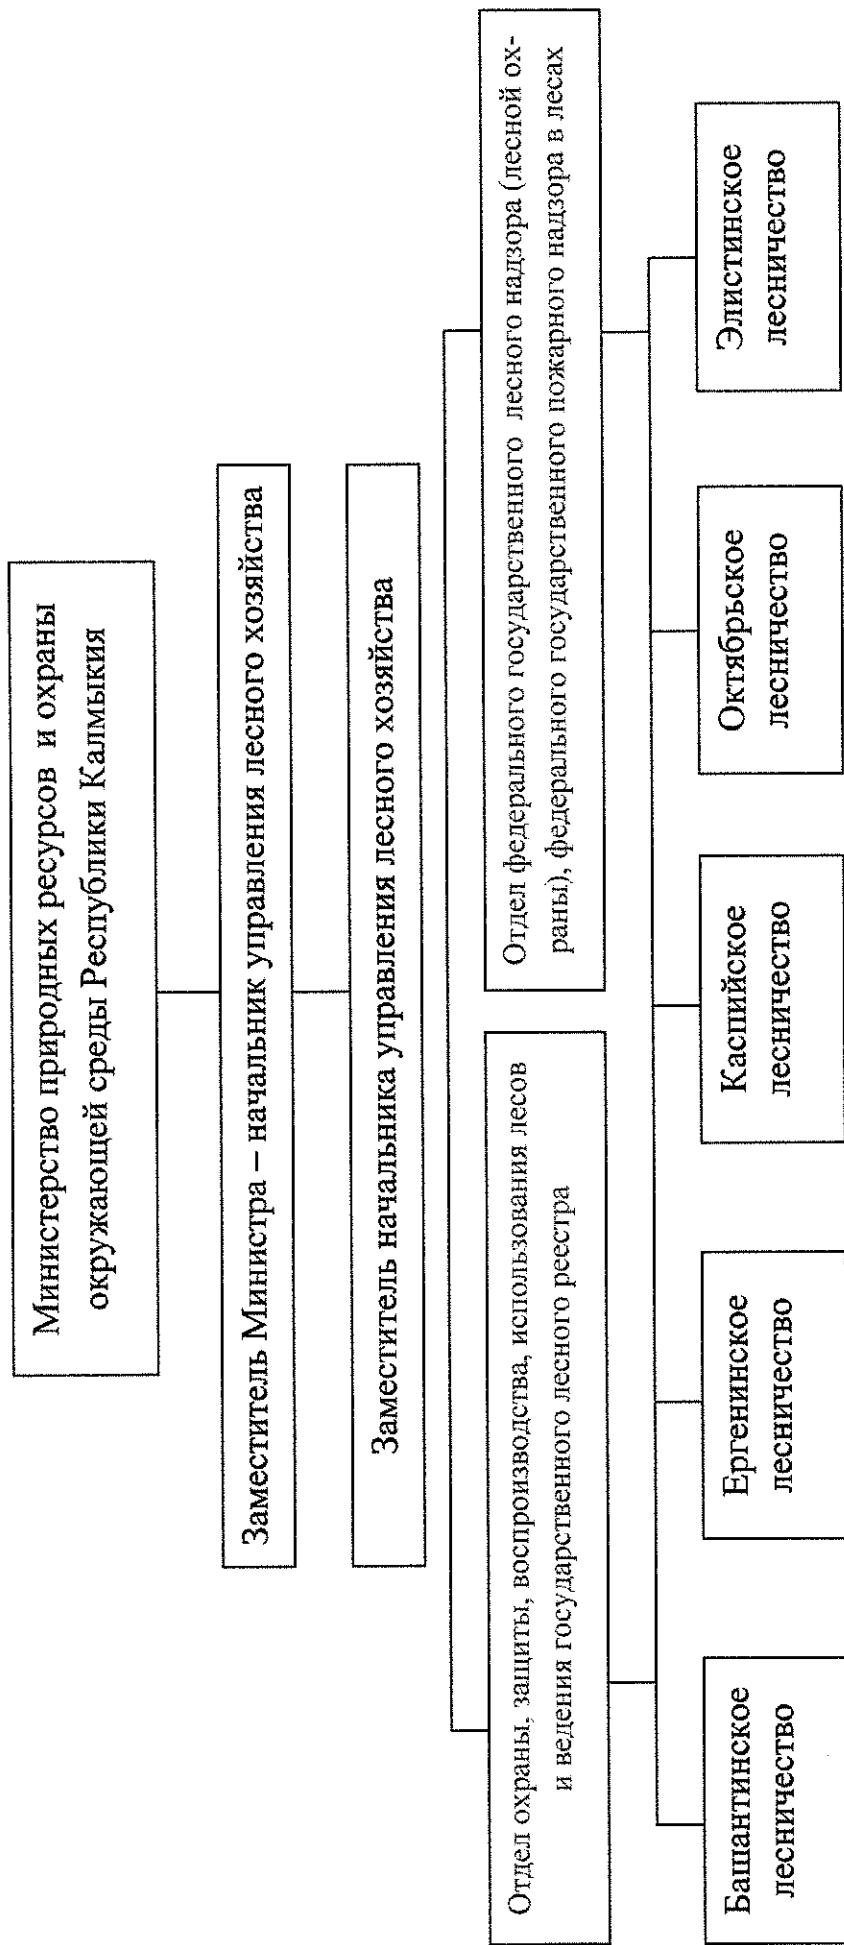 Министерство природных ресурсов и охраны
окружающей среды Республики Калмыкия
Заместитель Министра – начальник управления лесного хозяйства
Заместитель начальника управления лесного хозяйства
Отдел охраны, защиты, воспроизводства, использования лесов
и ведения государственного лесного реестра
Отдел федерального государственного лесного надзора (лесной ох-
раны), федерального государственного пожарного надзора в лесах
Башантинское
лесничество
Ергенинское
лесничество
Каспийское
лесничество
Октябрьское
лесничество
Элистинское
лесничество